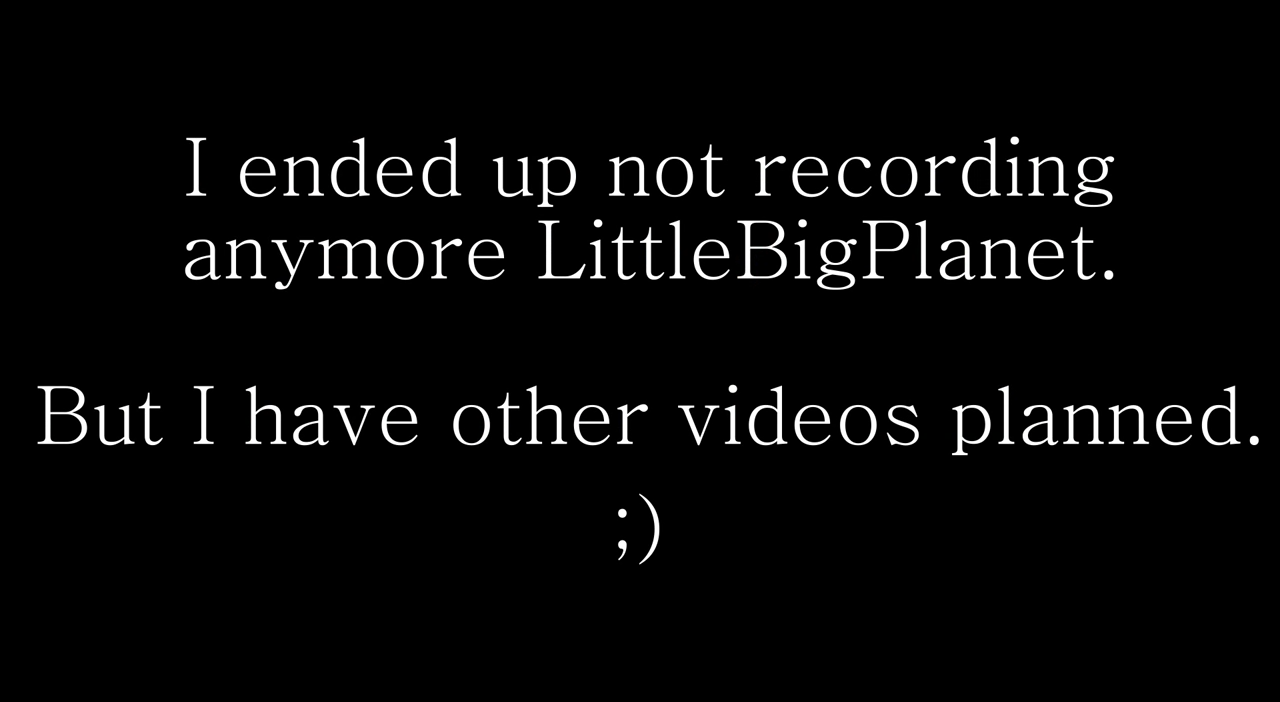 I ended up not recording
anymore LittleBigPlanet.
But I have other videos planned.
;)